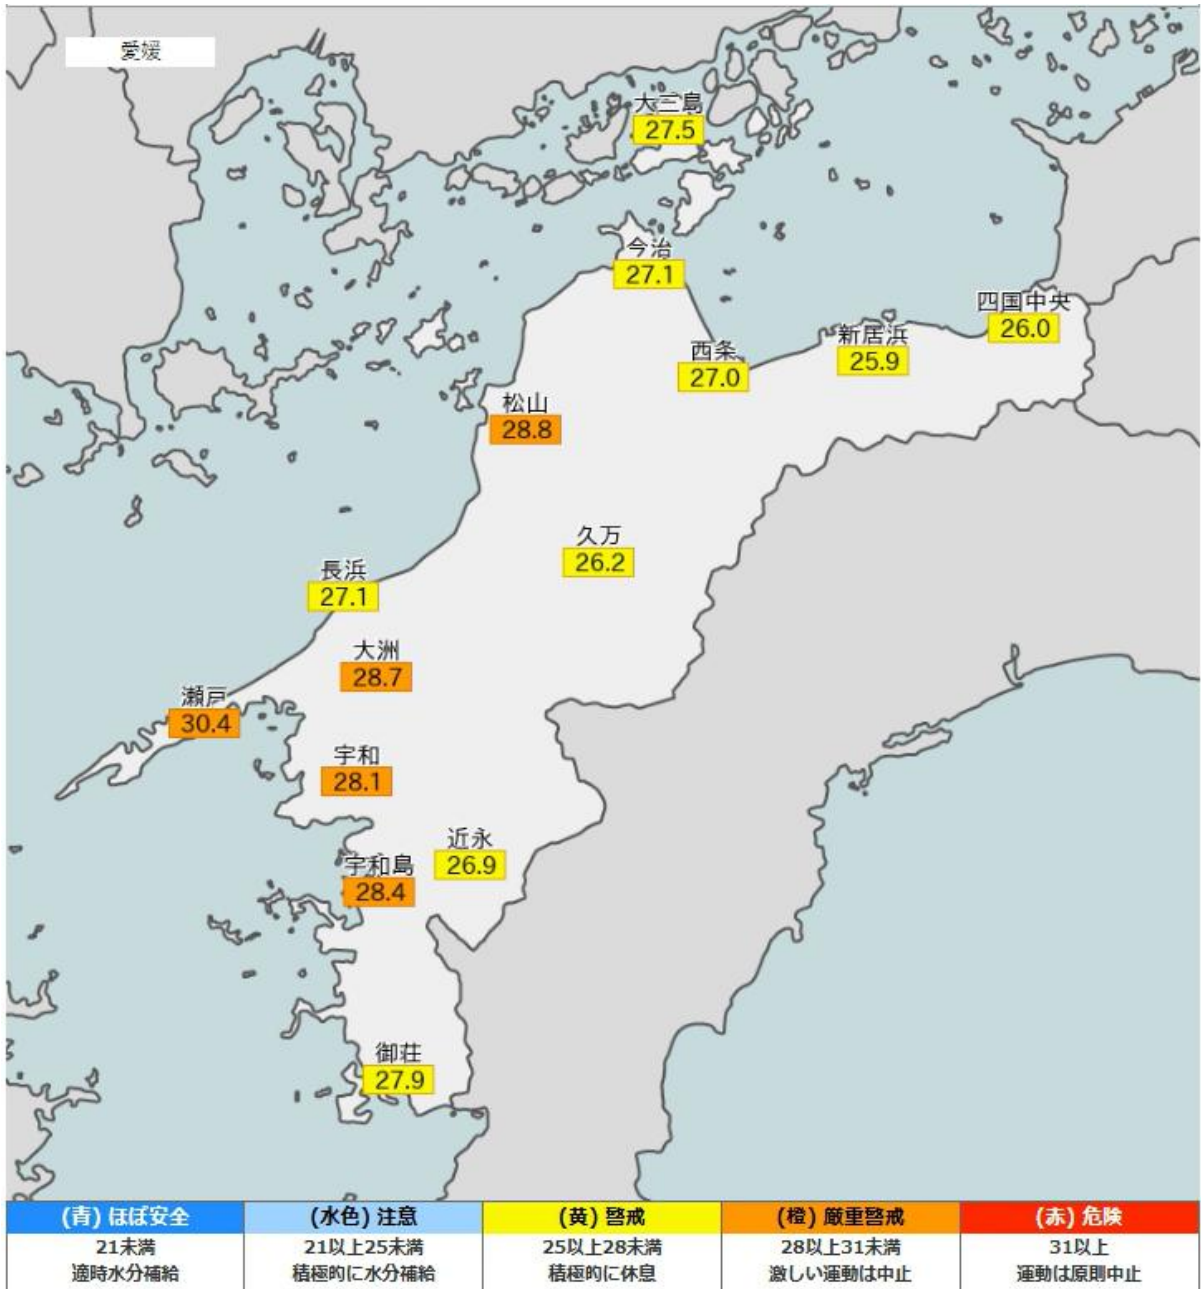 愛媛
大三島
27.5
今治
27.1
四国中央
26.0
新居浜
25.9
西条
27.0
松山
28.8
久万
26.2
長浜
27.1
大洲
28.7
瀬戸
30.4
宇和
28.1
近永
26.9
宇和島
28.4
御荘
27.9
(青) ほぼ安全
21未満
適時水分補給
(水色) 注意
21以上25未満
積極的に水分補給
(黄) 警戒
25以上28未満
積極的に休息
(橙) 厳重警戒
28以上31未満
激しい運動は中止
(赤) 危険
31以上
運動は原則中止